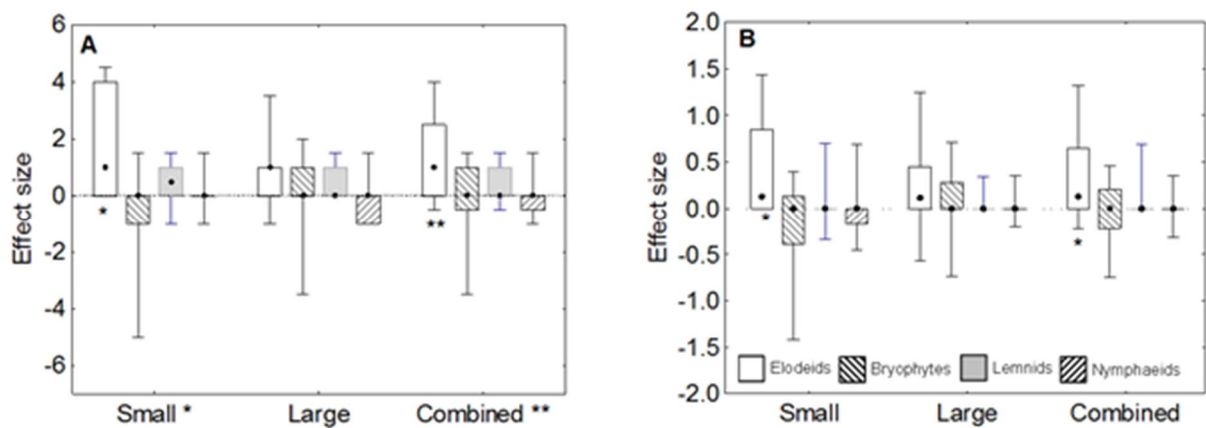 A
Effect size
6
4
2
0
-2
-4
-6
*
**
Small *
Large
Combined **
B
Effect size
2.0
1.5
1.0
0.5
0.0
-0.5
-1.0
-1.5
-2.0
*
*
Elodeids
Bryophytes
Lemnids
Nymphaeids
Small
Large
Combined